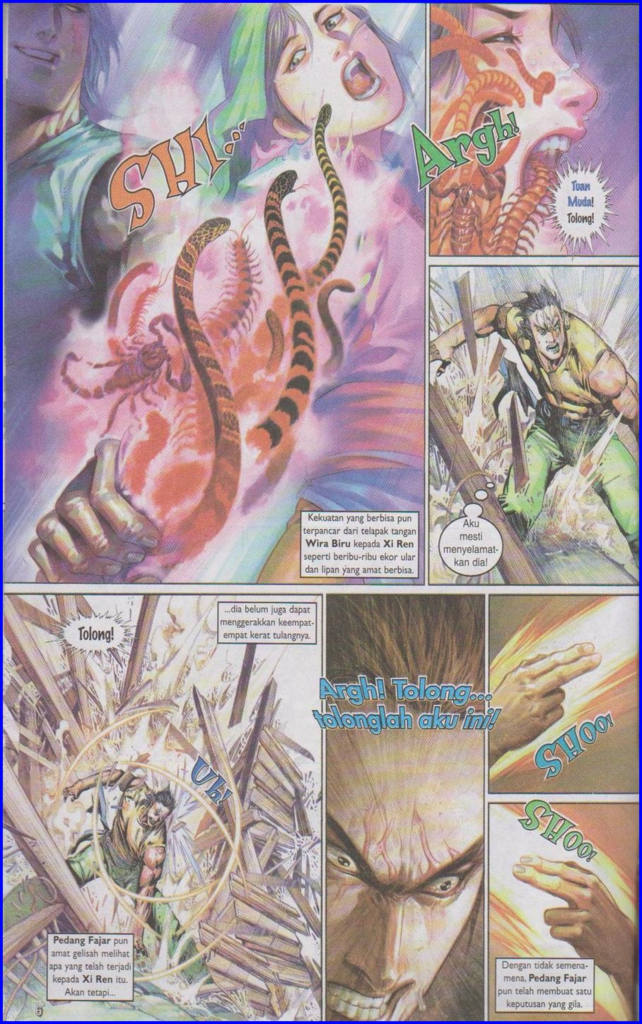 SHI...
Argh!
Tuan
Muda!
Tolong!
Kekuatan yang berbisa pun
terpancar dari telapak tangan
Wira Biru kepada Xi Ren
seperti beribu-ribu ekor ular
dan lipan yang amat berbisa.
Aku
mesti
menyelamat-
kan dia!
Tolong!
...dia belum juga dapat
menggerakkan keempat-
empat kerat tulangnya.
Uh!
Pedang Fajar pun
amat gelisah melihat
apa yang telah terjadi
kepada Xi Ren itu.
Akan tetapi...
Argh! Tolong...
tolonglah aku ini!
SHOO!
SHOO!
Dengan tidak semena-
mena, Pedang Fajar
pun telah membuat satu
keputusan yang gila.